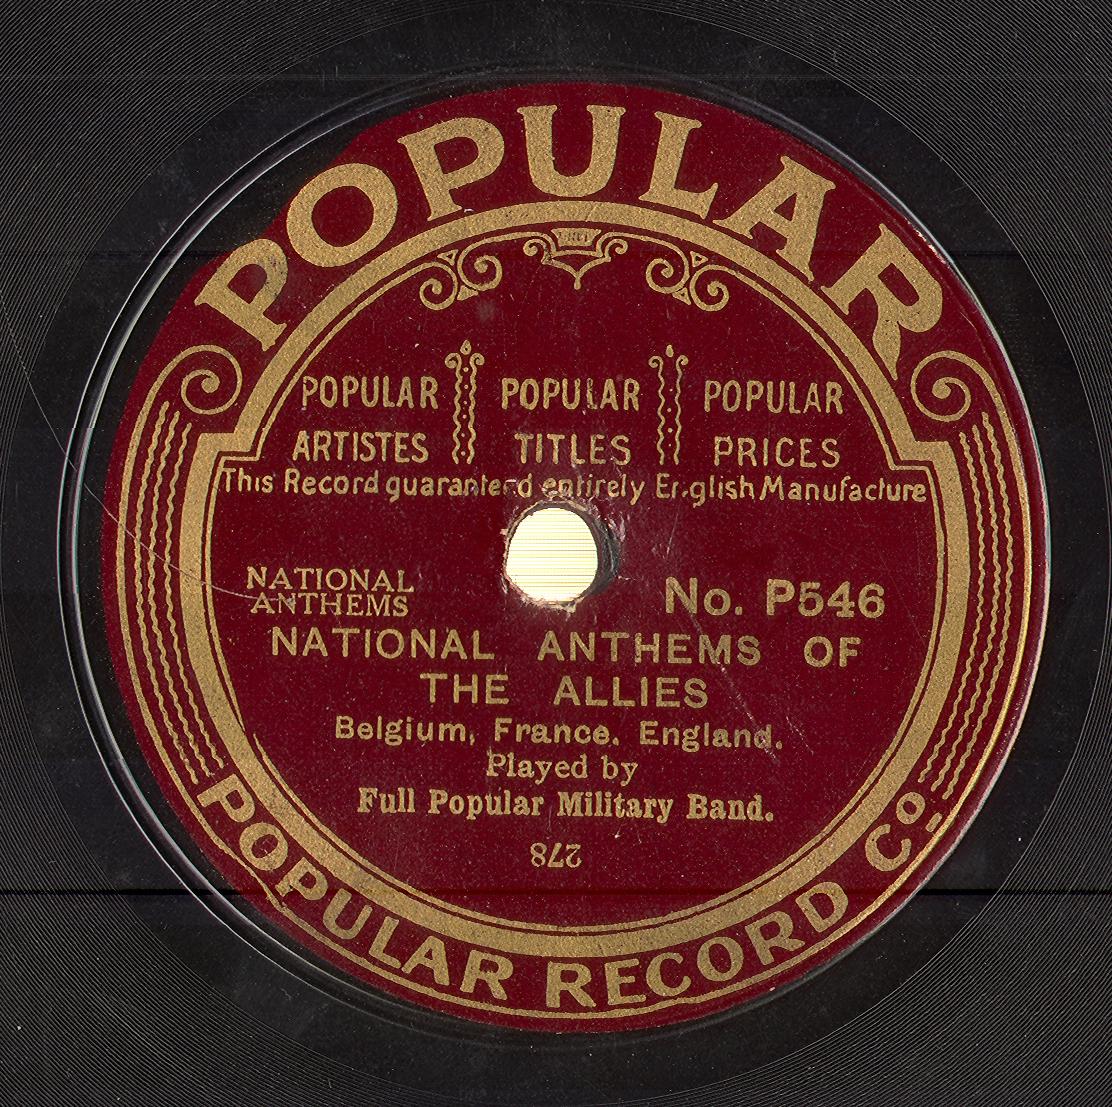 POPULAR
POPULAR POPULAR POPULAR
ARTISTES TITLES PRICES
This Record guaranteed entirely English Manufacture
NATIONAL
ANTHEMS
No. P546
NATIONAL ANTHEMS OF
THE ALLIES
Belgium, France. England.
Played by
Full Popular Military Band.
278
POPULAR RECORD Co.